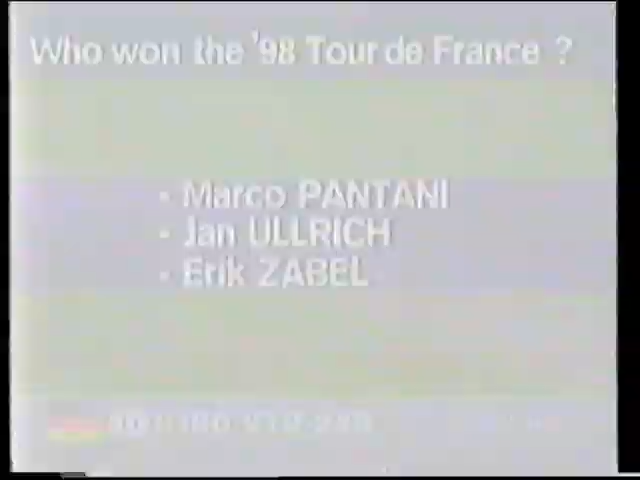 Who won the '98 Tour de France ?
- Marco PANTANI
- Jan ULLRICH
- Erik ZABEL